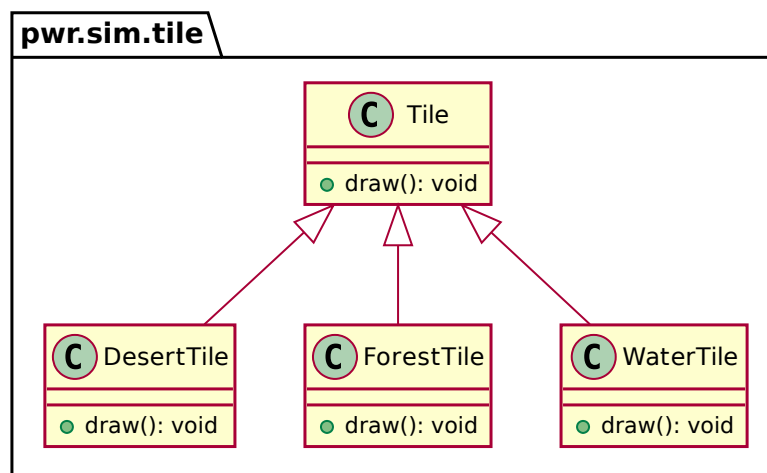 pwr.sim.tile
C Tile
draw(): void
C DesertTile
C ForestTile
C WaterTile
draw(): void
draw(): void
draw(): void